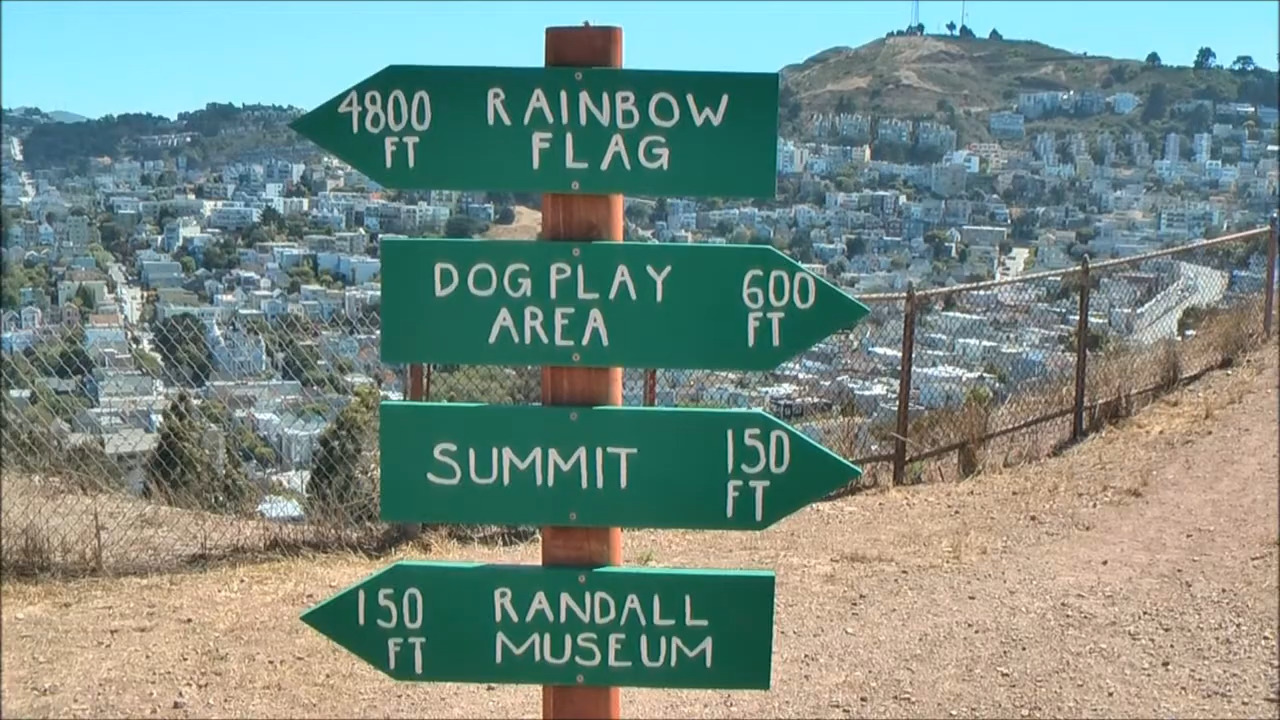 4800 RAINBOW
FT FLAG
DOG PLAY 600
AREA FT
SUMMIT 150
FT
150 RANDALL
FT MUSEUM